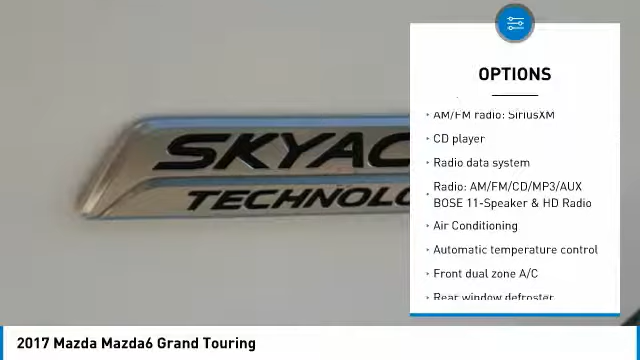 SKYAC
TECHNOLO
OPTIONS
AM/FM radio: SiriusXM
CD player
Radio data system
Radio: AM/FM/CD/MP3/AUX
BOSE 11-Speaker & HD Radio
Air Conditioning
Automatic temperature control
Front dual zone A/C
Rear window defroster
2017 Mazda Mazda6 Grand Touring